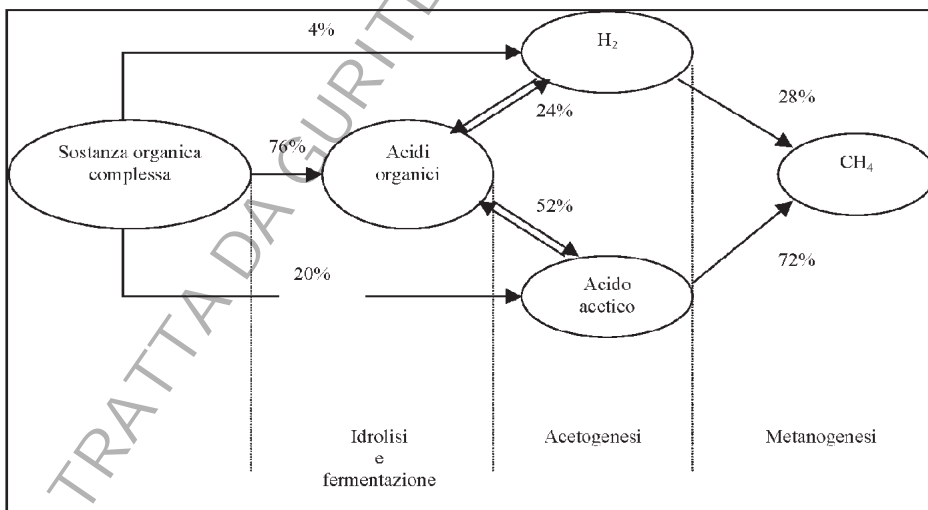 4%
H2
24%
28%
Sostanza organica
complessa
76%
Acidi
organici
CH4
52%
20%
Acido
acetico
72%
Idrolisi
e
fermentazione
Acetogenesi
Metanogenesi
TRATTA DA GURITE